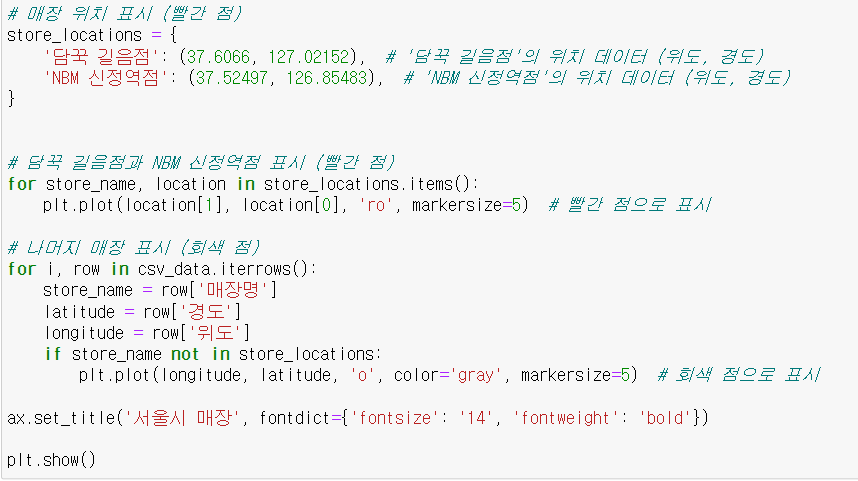 # 매장 위치 표시 (빨간 점)
store_locations = {
    '담꾹 길음점': (37.6066, 127.02152),  # '담꾹 길음점'의 위치 데이터 (위도, 경도)
    'NBM 신정역점': (37.52497, 126.85483),  # 'NBM 신정역점'의 위치 데이터 (위도, 경도)
}
# 담꾹 길음점과 NBM 신정역점 표시 (빨간 점)
for store_name, location in store_locations.items():
    plt.plot(location[1], location[0], 'ro', markersize=5)  # 빨간 점으로 표시
# 나머지 매장 표시 (회색 점)
for i, row in csv_data.iterrows():
    store_name = row['매장명']
    latitude = row['경도']
    longitude = row['위도']
    if store_name not in store_locations:
        plt.plot(longitude, latitude, 'o', color='gray', markersize=5)  # 회색 점으로 표시
ax.set_title('서울시 매장', fontdict={'fontsize': '14', 'fontweight': 'bold'})
plt.show()